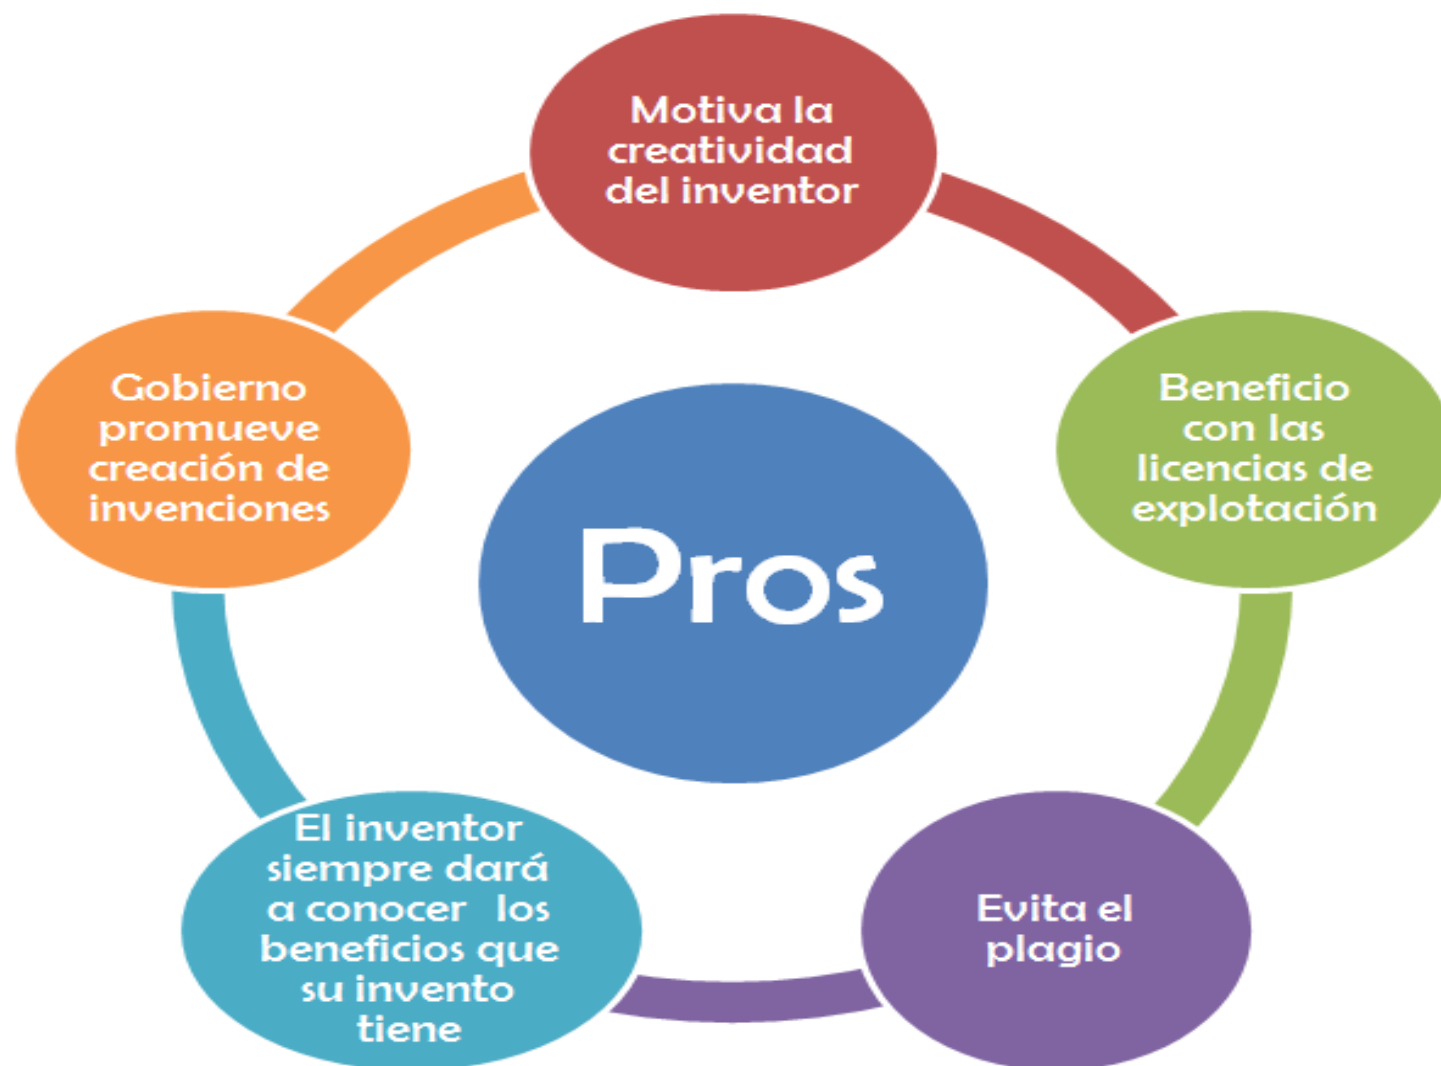 Motiva la
creatividad
del inventor
Beneficio
con las
licencias de
explotación
Evita el
plagio
El inventor
siempre dará
a conocer los
beneficios que
su invento
tiene
Gobierno
promueve
creación de
invenciones
Pros